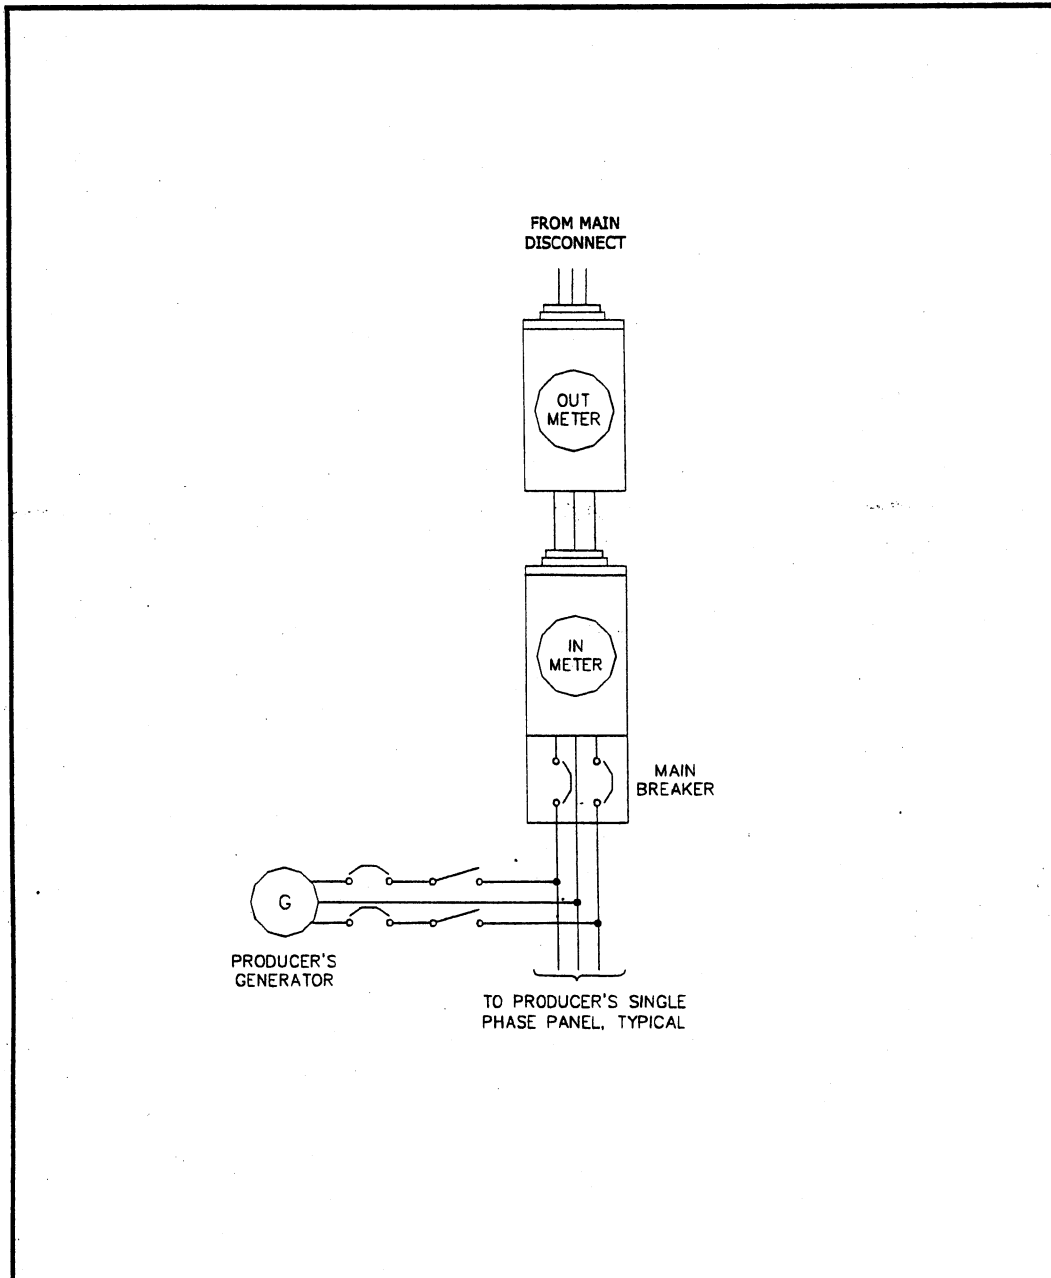 FROM MAIN
DISCONNECT
OUT
METER
IN
METER
MAIN
BREAKER
G
PRODUCER'S
GENERATOR
TO PRODUCER'S SINGLE
PHASE PANEL, TYPICAL